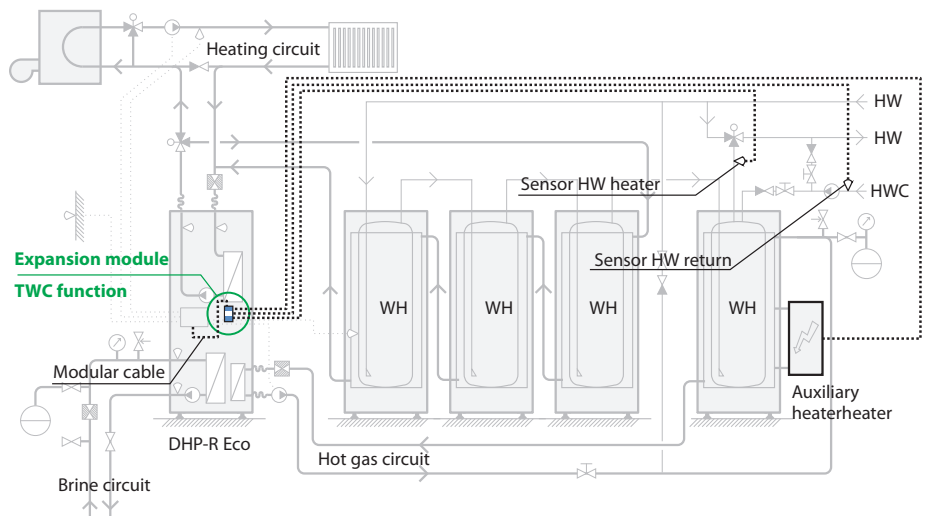 Heating circuit
HW
HW
Sensor HW heater
HWC
Expansion module
Sensor HW return
TWC function
WH
WH
WH
WH
Modular cable
Auxiliary
heaterheater
DHP-R Eco
Hot gas circuit
Brine circuit